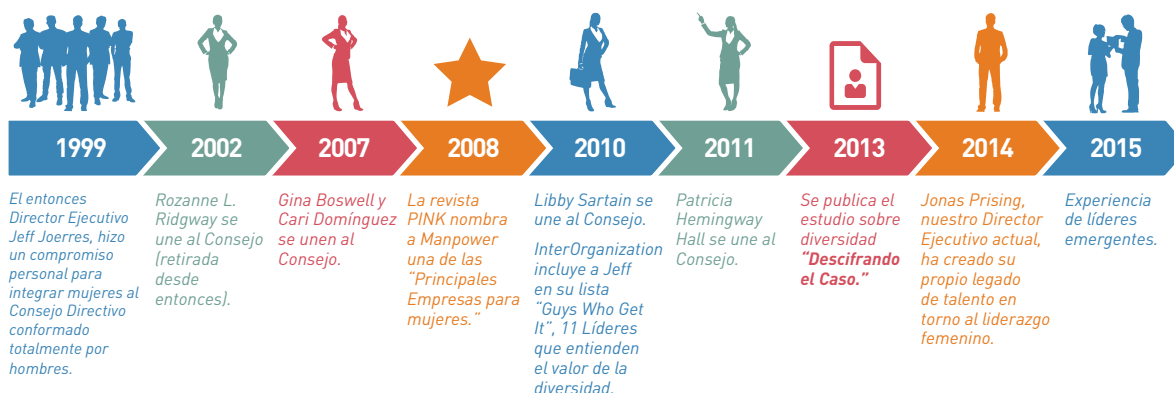 1999
El entonces
Director Ejecutivo
Jeff Joerres, hizo
un compromiso
personal para
integrar mujeres al
Consejo Directivo
conformado
totalmente por
hombres.
2002
Rozanne L.
Ridgway se
une al Consejo
(retirada
desde
entonces).
2007
Gina Boswell y
Cari Domínguez
se unen al
Consejo.
2008
La revista
PINK nombra
a Manpower
una de las
“Principales
Empresas para
mujeres.”
2010
Libby Sartain se
une al Consejo.
InterOrganization
incluye a Jeff
en su lista
“Guys Who Get
It”, 11 Líderes
que entienden
el valor de la
diversidad.
2011
Patricia
Hemingway
Hall se une al
Consejo.
2013
Se publica el
estudio sobre
diversidad
“Descifrando
el Caso.”
2014
Jonas Prising,
nuestro Director
Ejecutivo actual,
ha creado su
propio legado
de talento en
torno al liderazgo
femenino.
2015
Experiencia
de líderes
emergentes.